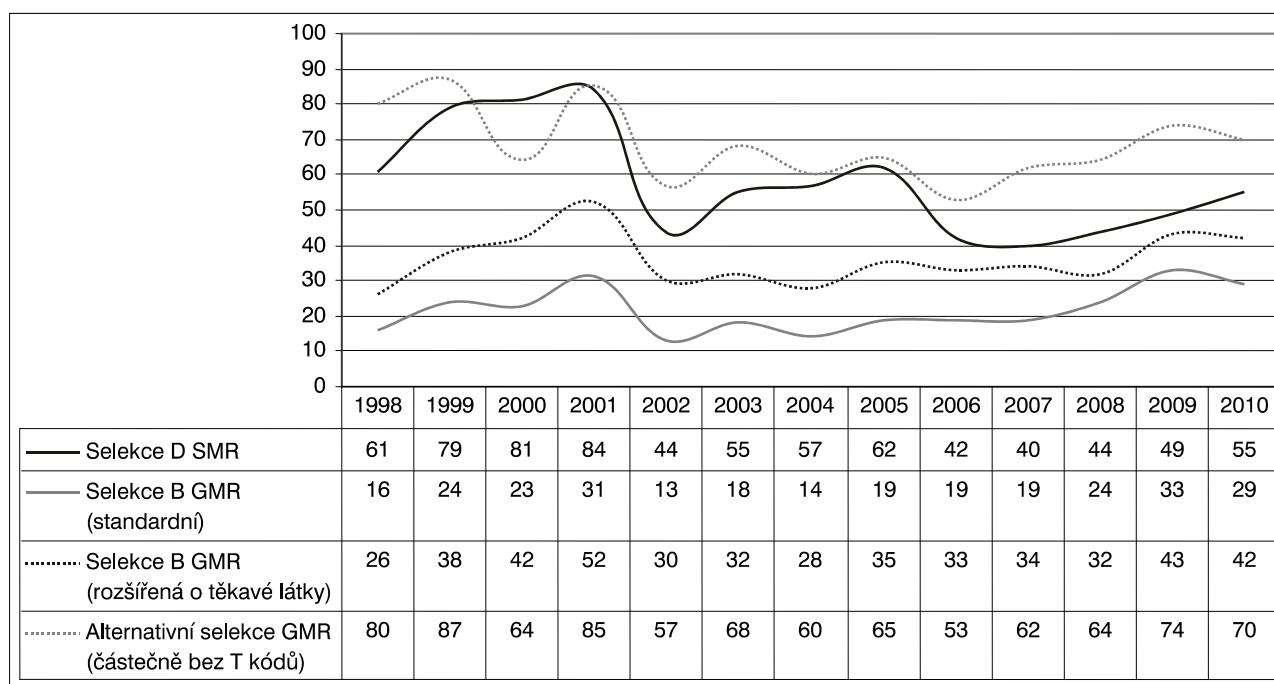 100
90
80
70
60
50
40
30
20
10
0
1998 1999 2000 2001 2002 2003 2004 2005 2006 2007 2008 2009 2010
Selekce D SMR 61 79 81 84 44 55 57 62 42 40 44 49 55
Selekce B GMR
(standardní) 16 24 23 31 13 18 14 19 19 19 24 33 29
Selekce B GMR
(rozšířená o těkavé látky) 26 38 42 52 30 32 28 35 33 34 32 43 42
Alternativní selekce GMR
(částečně bez T kódů) 80 87 64 85 57 68 60 65 53 62 64 74 70